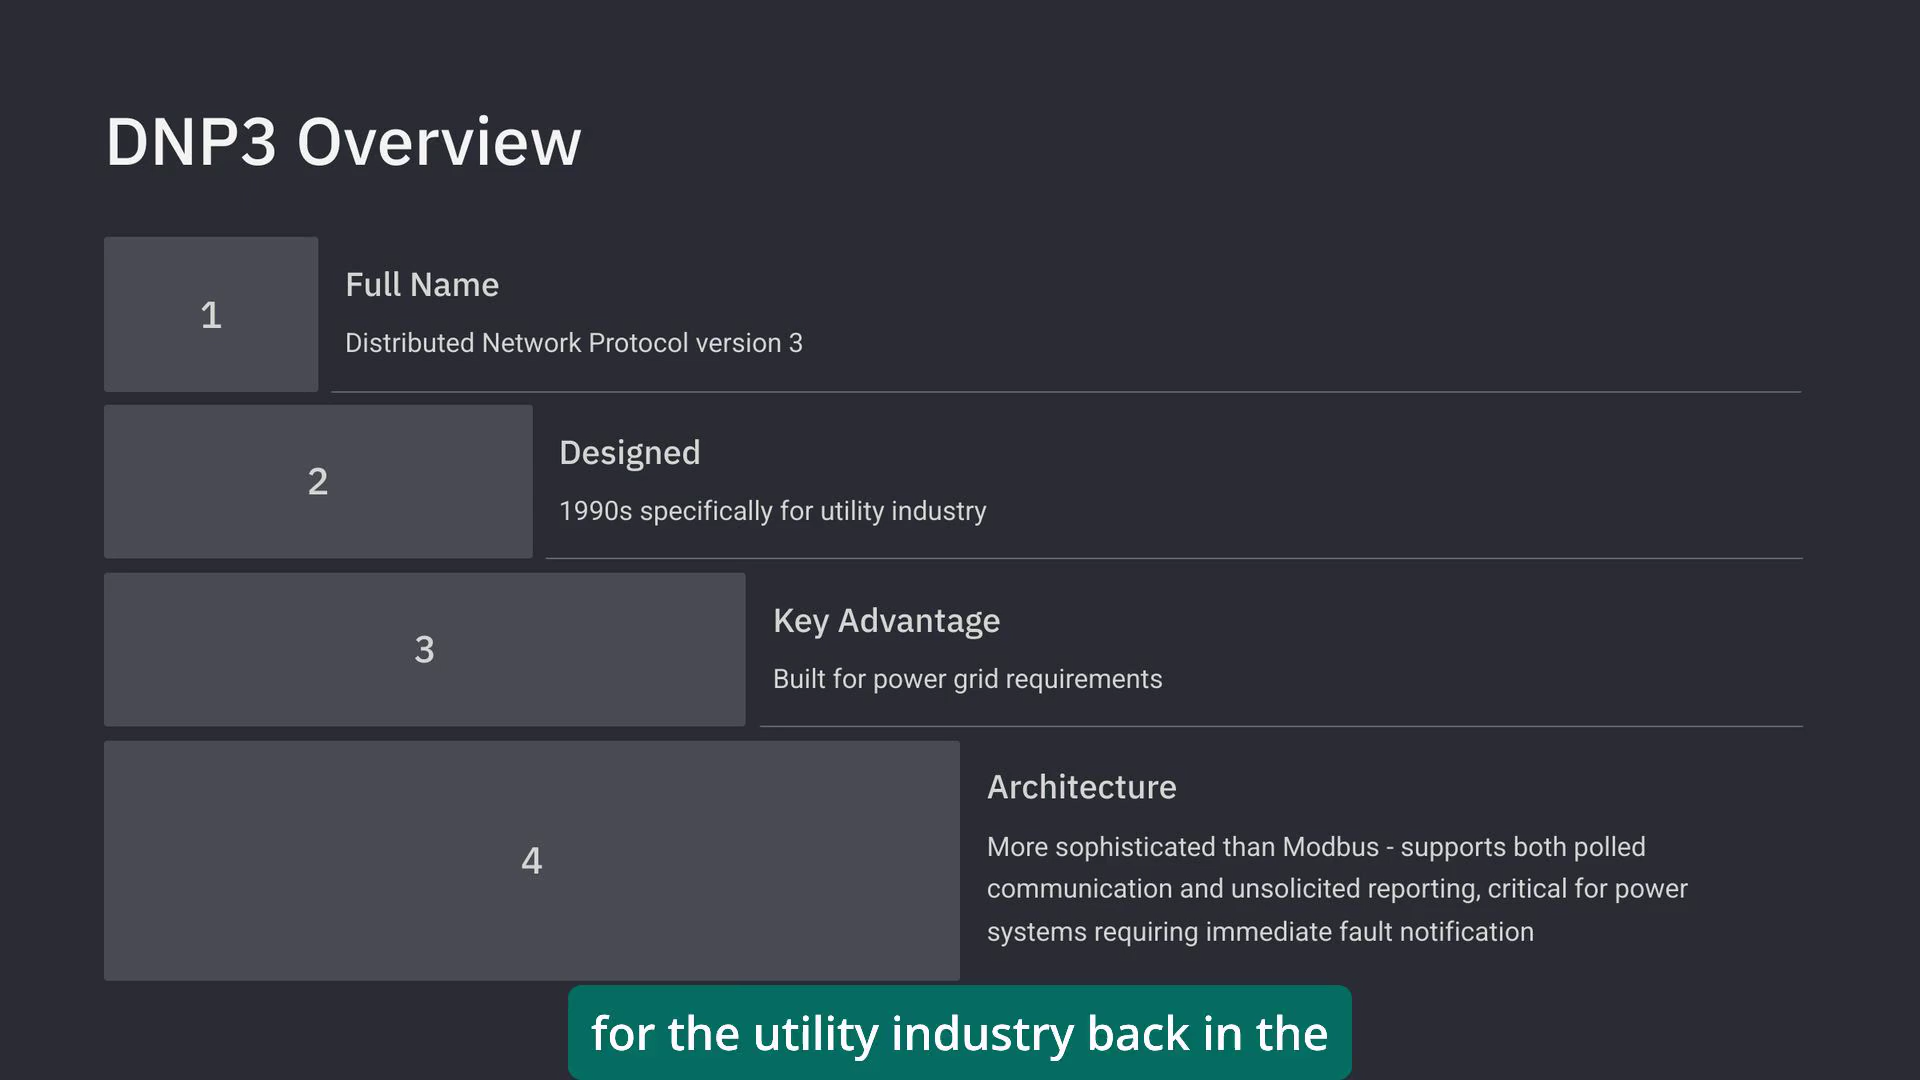 DNP3 Overview
1
Full Name
Distributed Network Protocol version 3
2
Designed
1990s specifically for utility industry
3
Key Advantage
Built for power grid requirements
4
Architecture
More sophisticated than Modbus - supports both polled
communication and unsolicited reporting, critical for power
systems requiring immediate fault notification
for the utility industry back in the